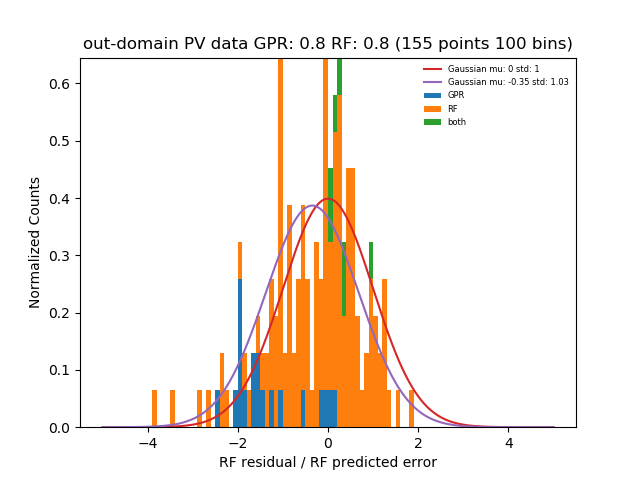 out-domain PV data GPR: 0.8 RF: 0.8 (155 points 100 bins)
Gaussian mu: 0 std: 1
Gaussian mu: -0.35 std: 1.03
GPR
RF
both
Normalized Counts
0.6
0.5
0.4
0.3
0.2
0.1
0.0
−4 −2 0 2 4
RF residual / RF predicted error